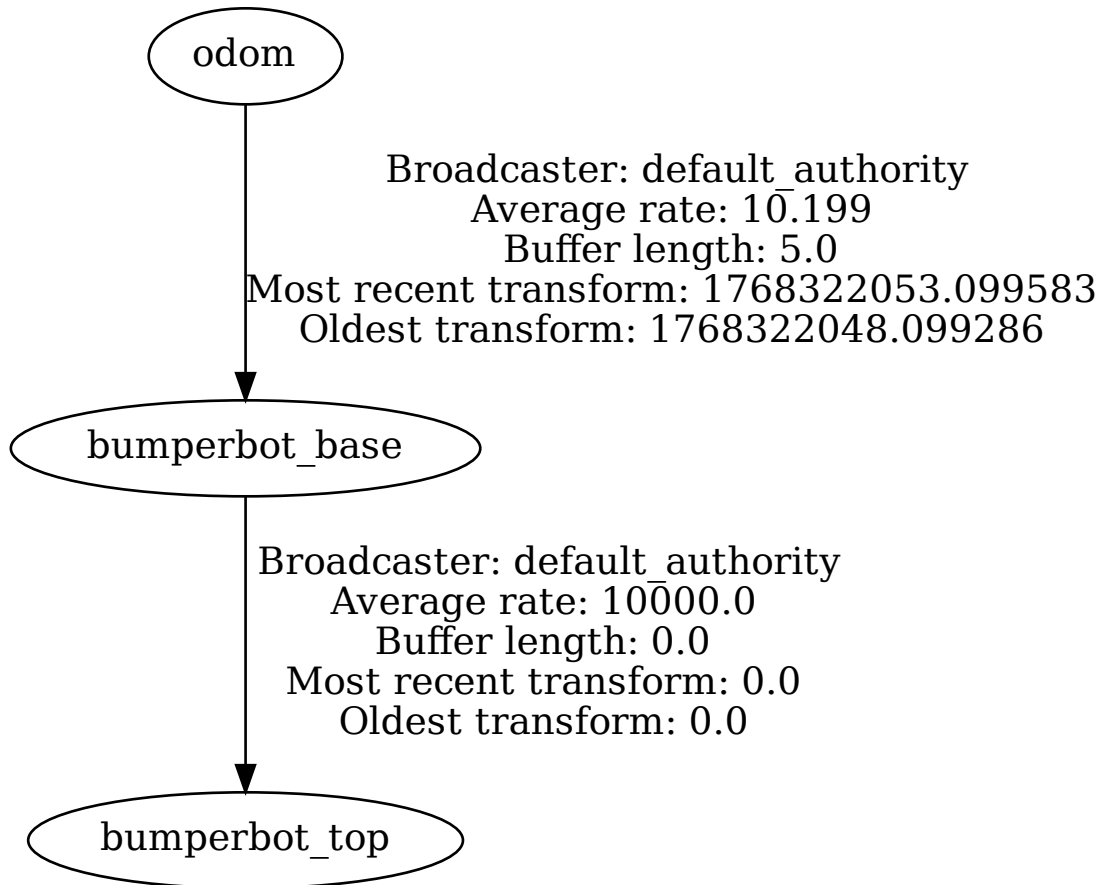 odom
Broadcaster: default_authority
Average rate: 10.199
Buffer length: 5.0
Most recent transform: 1768322053.099583
Oldest transform: 1768322048.099286
bumperbot_base
Broadcaster: default_authority
Average rate: 10000.0
Buffer length: 0.0
Most recent transform: 0.0
Oldest transform: 0.0
bumperbot_top